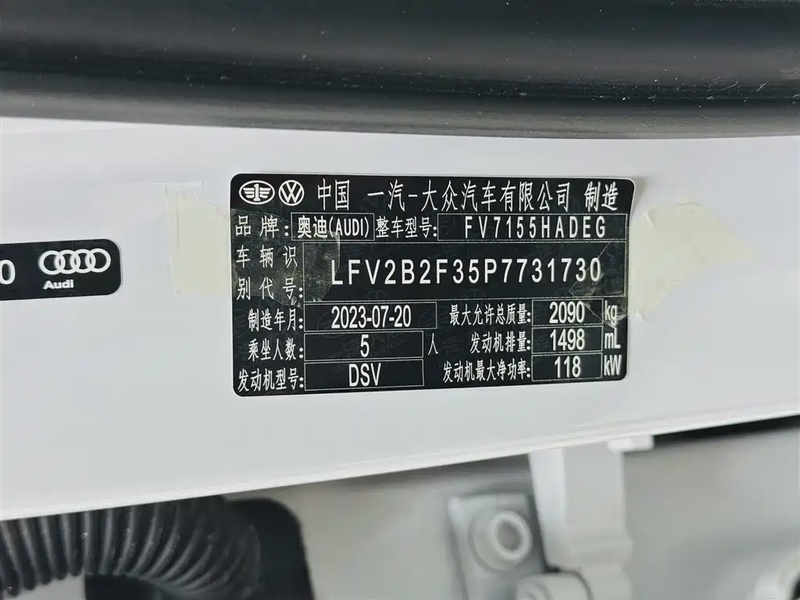 中国 一汽-大众汽车有限公司 制造
品牌: 奥迪(AUDI) 整车型号: FV7155HADEG
车辆识别代号: LFV2B2F35P7731730
制造年月: 2023-07-20 最大允许总质量: 2090 kg
乘坐人数: 5 人 发动机排量: 1498 mL
发动机型号: DSV 发动机最大净功率: 118 kW
0
Audi